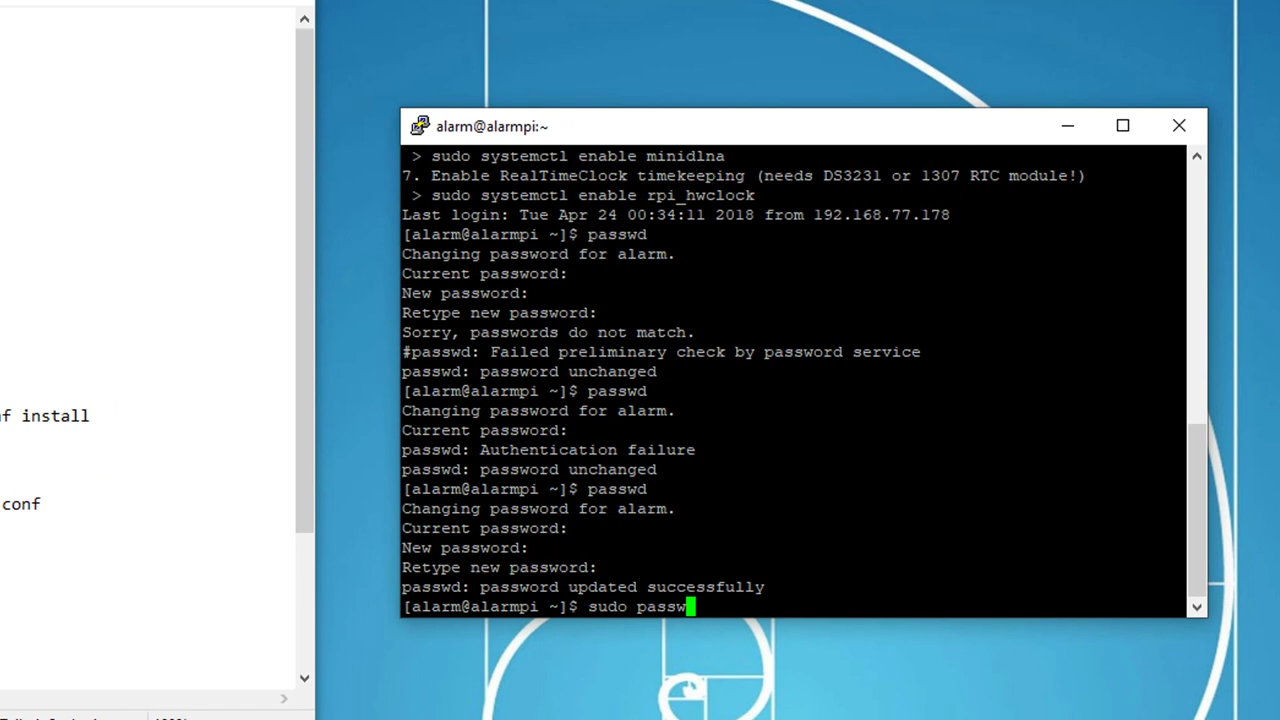 alarm@alarmpi:~
> sudo systemctl enable minidlna
7. Enable RealTimeClock timekeeping (needs DS3231 or 1307 RTC module!)
> sudo systemctl enable rpi_hwclock
Last login: Tue Apr 24 00:34:11 2018 from 192.168.77.178
[alarm@alarmpi ~]$ passwd
Changing password for alarm.
Current password:
New password:
Retype new password:
Sorry, passwords do not match.
#passwd: Failed preliminary check by password service
passwd: password unchanged
[alarm@alarmpi ~]$ passwd
Changing password for alarm.
Current password:
passwd: Authentication failure
passwd: password unchanged
[alarm@alarmpi ~]$ passwd
Changing password for alarm.
Current password:
New password:
Retype new password:
passwd: password updated successfully
[alarm@alarmpi ~]$ sudo passw
install
conf